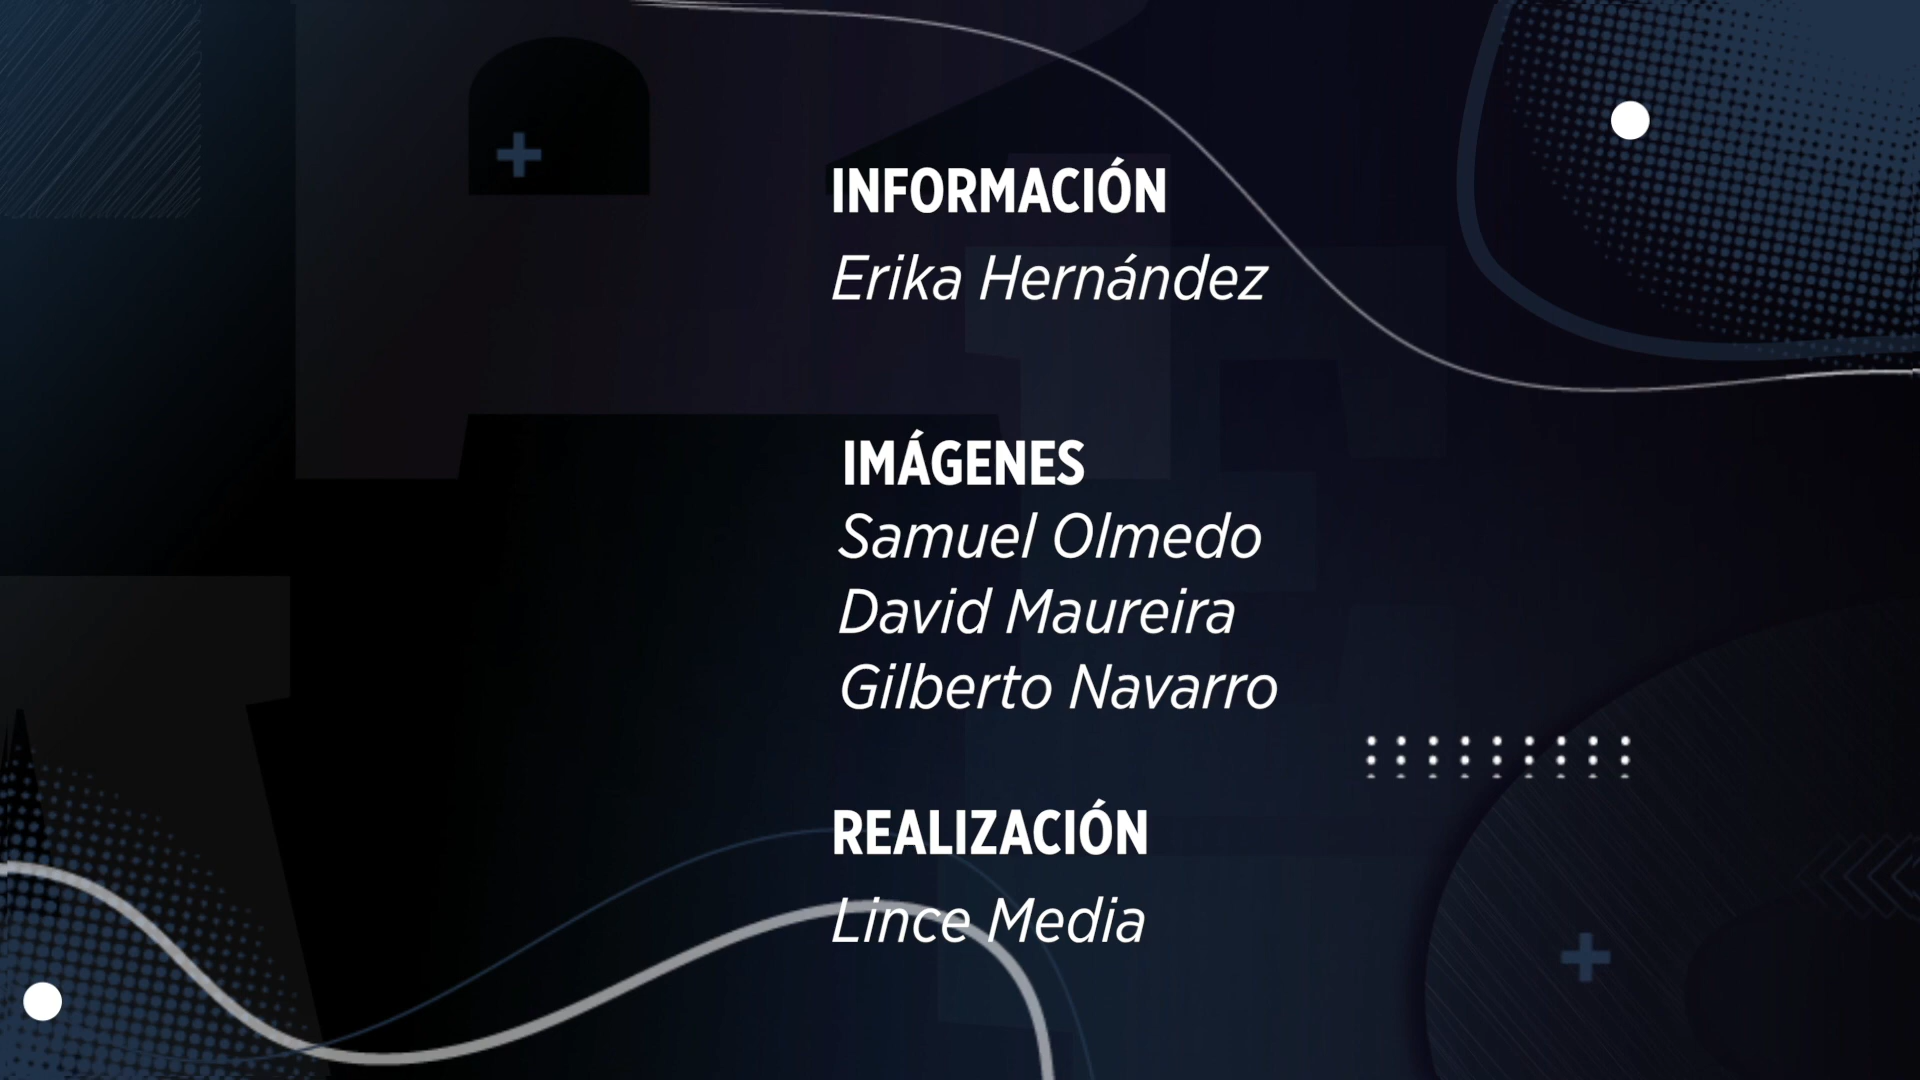 INFORMACIÓN
Erika Hernández
IMÁGENES
Samuel Olmedo
David Maureira
Gilberto Navarro
REALIZACIÓN
Lince Media